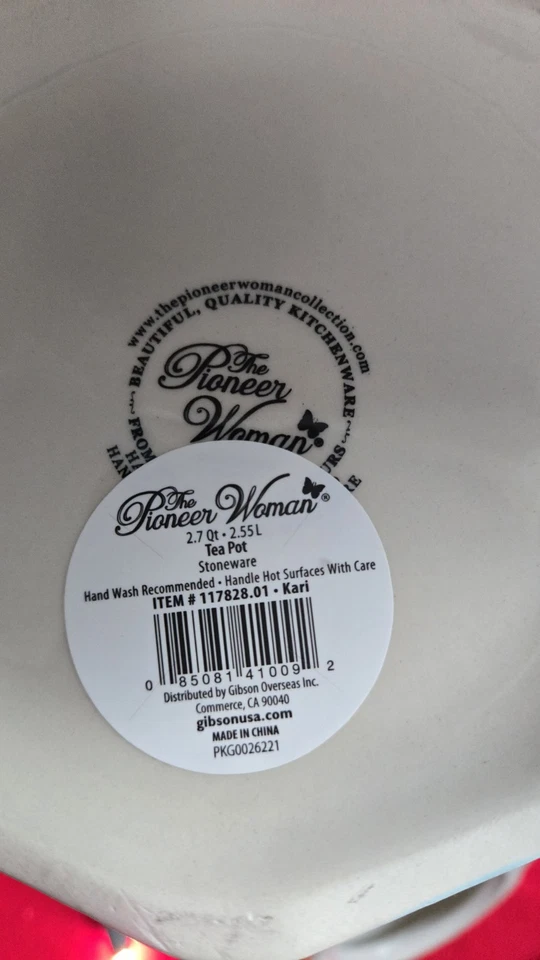 www.thepioneerwomancollection.com
~ BEAUTIFUL, QUALITY KITCHENWARE ~
The
Pioneer
Woman
FROM
The
Pioneer Woman®
2.7 Qt • 2.55L
Tea Pot
Stoneware
Hand Wash Recommended • Handle Hot Surfaces With Care
ITEM # 117828.01 • Kari
0 85081 41009 2
Distributed by Gibson Overseas Inc.
Commerce, CA 90040
gibsonusa.com
MADE IN CHINA
PKG0026221